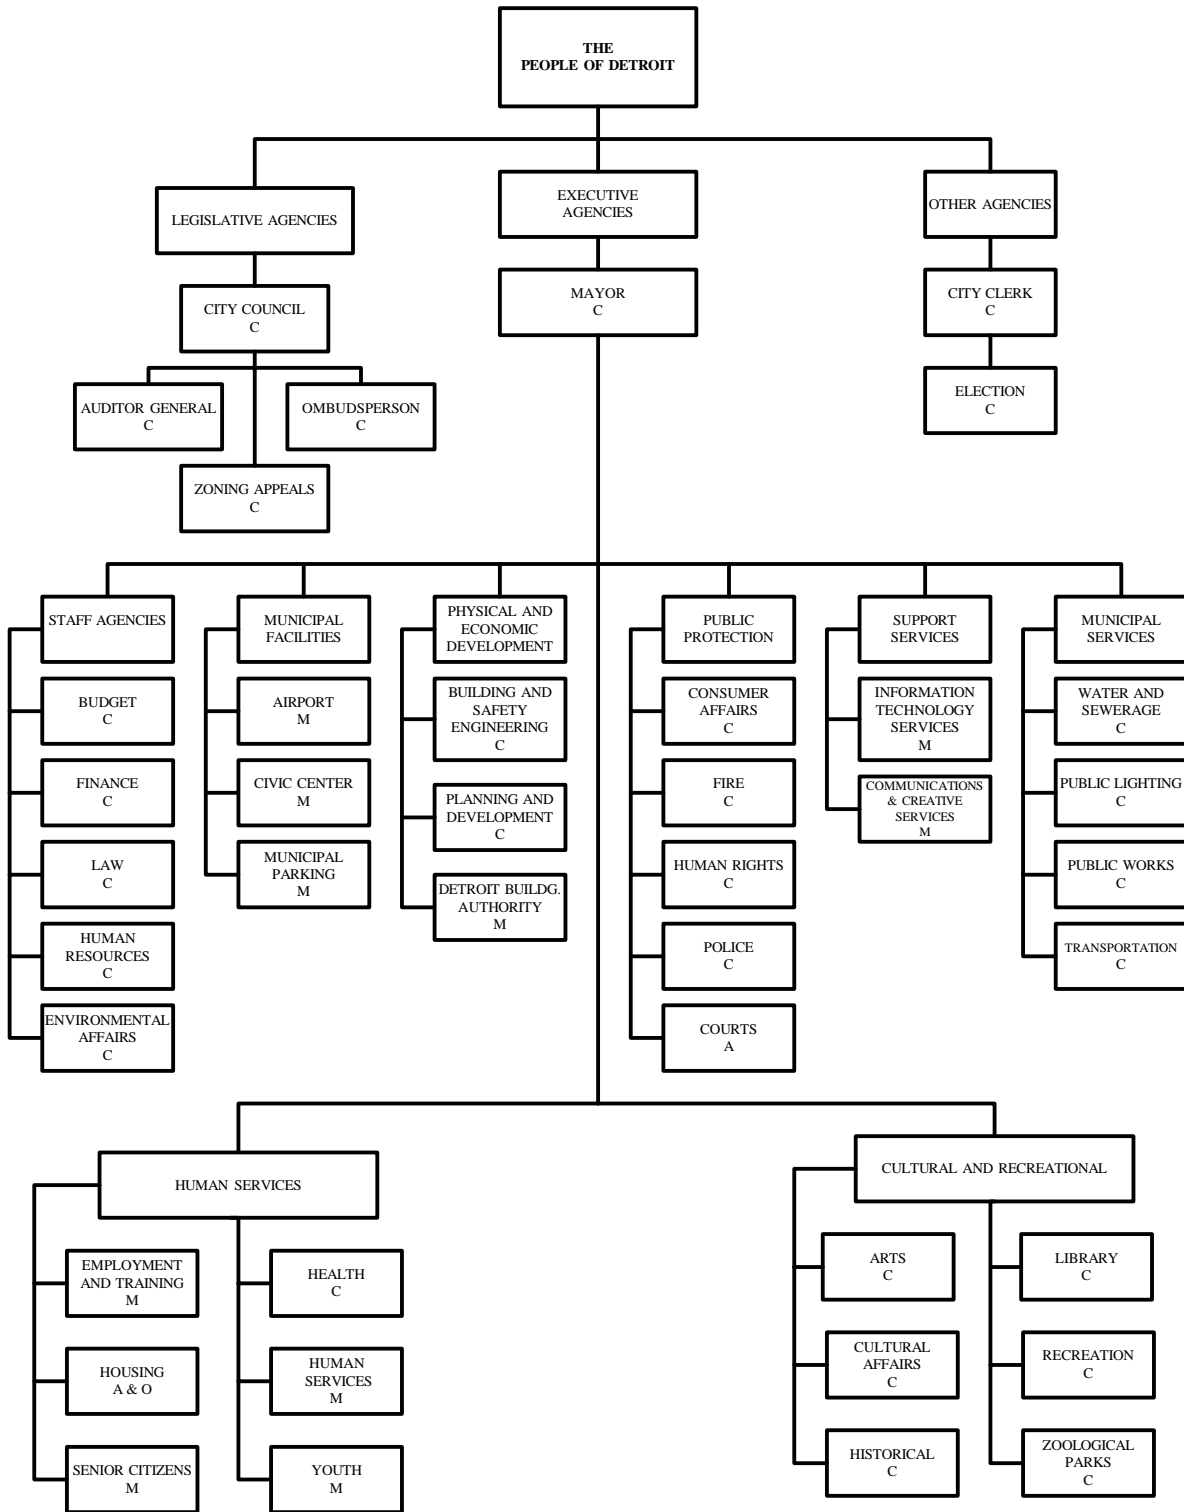 THE
PEOPLE OF DETROIT
LEGISLATIVE AGENCIES
EXECUTIVE
AGENCIES
OTHER AGENCIES
CITY COUNCIL
C
MAYOR
C
CITY CLERK
C
AUDITOR GENERAL
C
OMBUDSPERSON
C
ELECTION
C
ZONING APPEALS
C
STAFF AGENCIES
BUDGET
C
FINANCE
C
LAW
C
HUMAN
RESOURCES
C
ENVIRONMENTAL
AFFAIRS
C
MUNICIPAL
FACILITIES
AIRPORT
M
CIVIC CENTER
M
MUNICIPAL
PARKING
M
PHYSICAL AND
ECONOMIC
DEVELOPMENT
BUILDING AND
SAFETY
ENGINEERING
C
PLANNING AND
DEVELOPMENT
C
DETROIT BUILDG.
AUTHORITY
M
PUBLIC
PROTECTION
CONSUMER
AFFAIRS
C
FIRE
C
HUMAN RIGHTS
C
POLICE
C
COURTS
A
SUPPORT
SERVICES
INFORMATION
TECHNOLOGY
SERVICES
M
COMMUNICATIONS
& CREATIVE
SERVICES
M
MUNICIPAL
SERVICES
WATER AND
SEWERAGE
C
PUBLIC LIGHTING
C
PUBLIC WORKS
C
TRANSPORTATION
C
HUMAN SERVICES
EMPLOYMENT
AND TRAINING
M
HOUSING
A & O
SENIOR CITIZENS
M
HEALTH
C
HUMAN
SERVICES
M
YOUTH
M
CULTURAL AND RECREATIONAL
ARTS
C
CULTURAL
AFFAIRS
C
HISTORICAL
C
LIBRARY
C
RECREATION
C
ZOOLOGICAL
PARKS
C